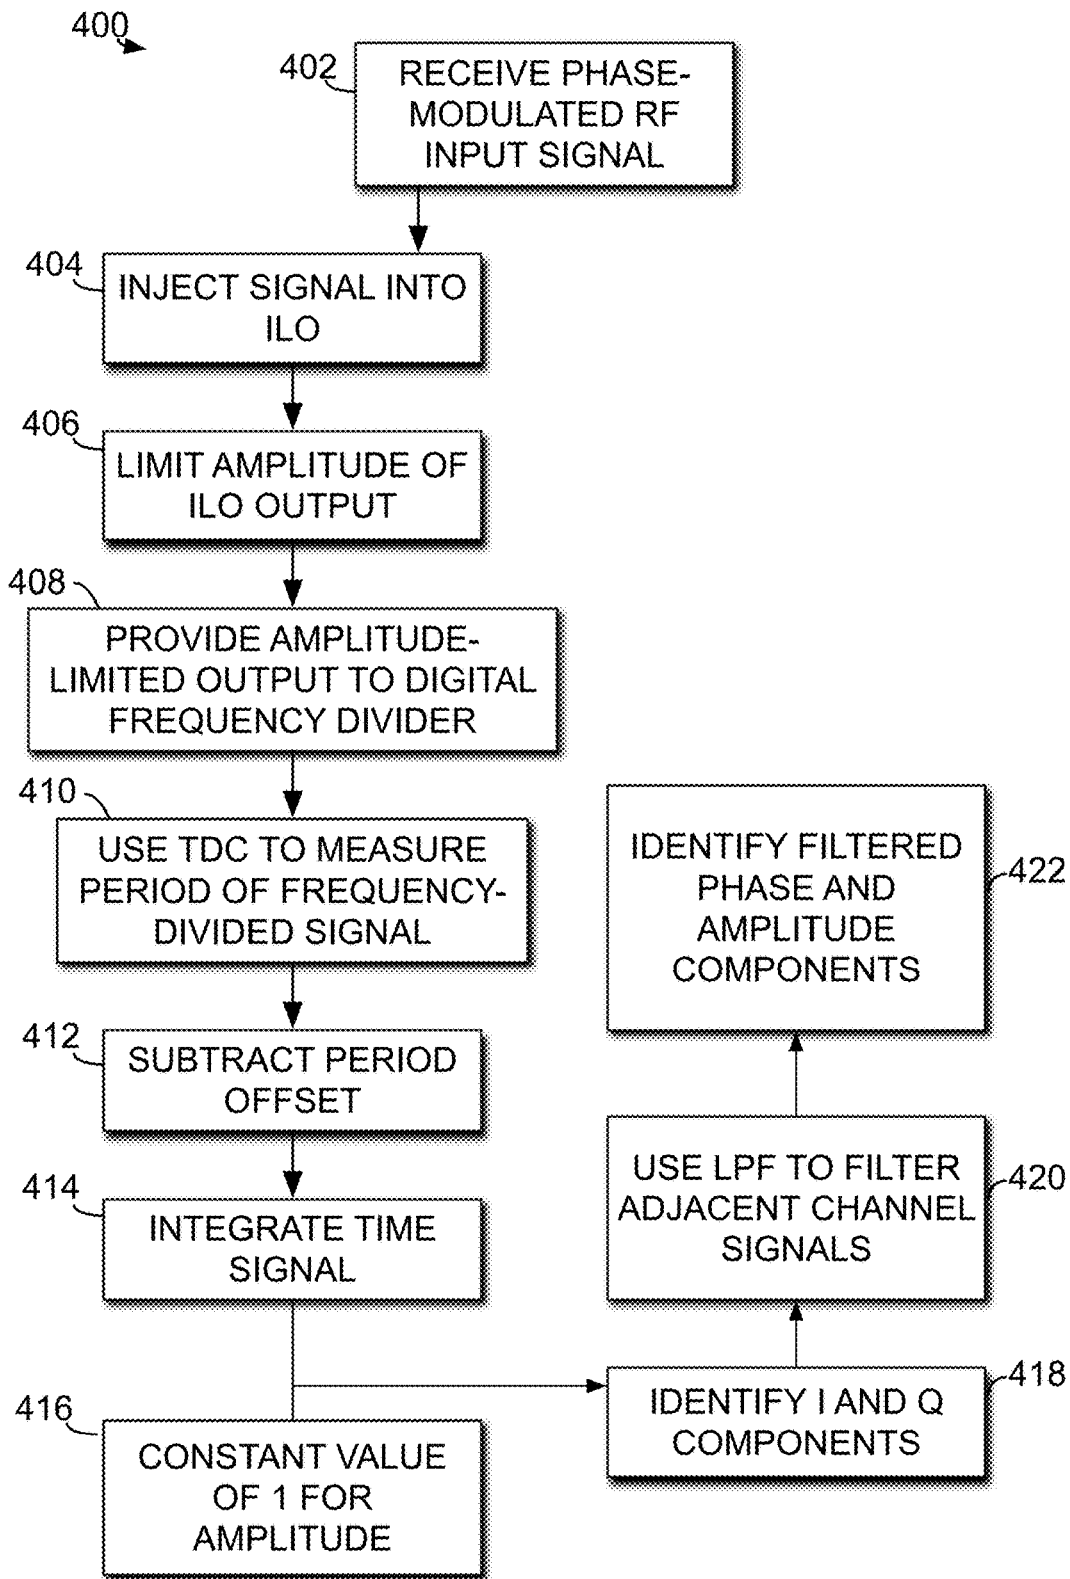 400
402
RECEIVE PHASE-
MODULATED RF
INPUT SIGNAL
404
INJECT SIGNAL INTO
ILO
406
LIMIT AMPLITUDE OF
ILO OUTPUT
408
PROVIDE AMPLITUDE-
LIMITED OUTPUT TO DIGITAL
FREQUENCY DIVIDER
410
USE TDC TO MEASURE
PERIOD OF FREQUENCY-
DIVIDED SIGNAL
412
SUBTRACT PERIOD
OFFSET
414
INTEGRATE TIME
SIGNAL
416
CONSTANT VALUE
OF 1 FOR
AMPLITUDE
418
IDENTIFY I AND Q
COMPONENTS
420
USE LPF TO FILTER
ADJACENT CHANNEL
SIGNALS
422
IDENTIFY FILTERED
PHASE AND
AMPLITUDE
COMPONENTS